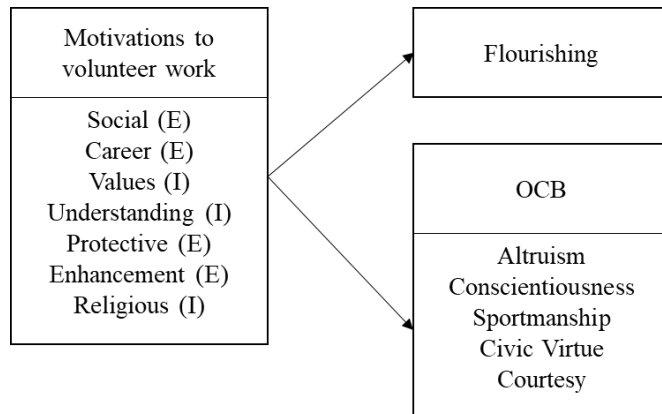 Motivations to
volunteer work
Social (E)
Career (E)
Values (I)
Understanding (I)
Protective (E)
Enhancement (E)
Religious (I)
Flourishing
OCB
Altruism
Conscientiousness
Sportmanship
Civic Virtue
Courtesy